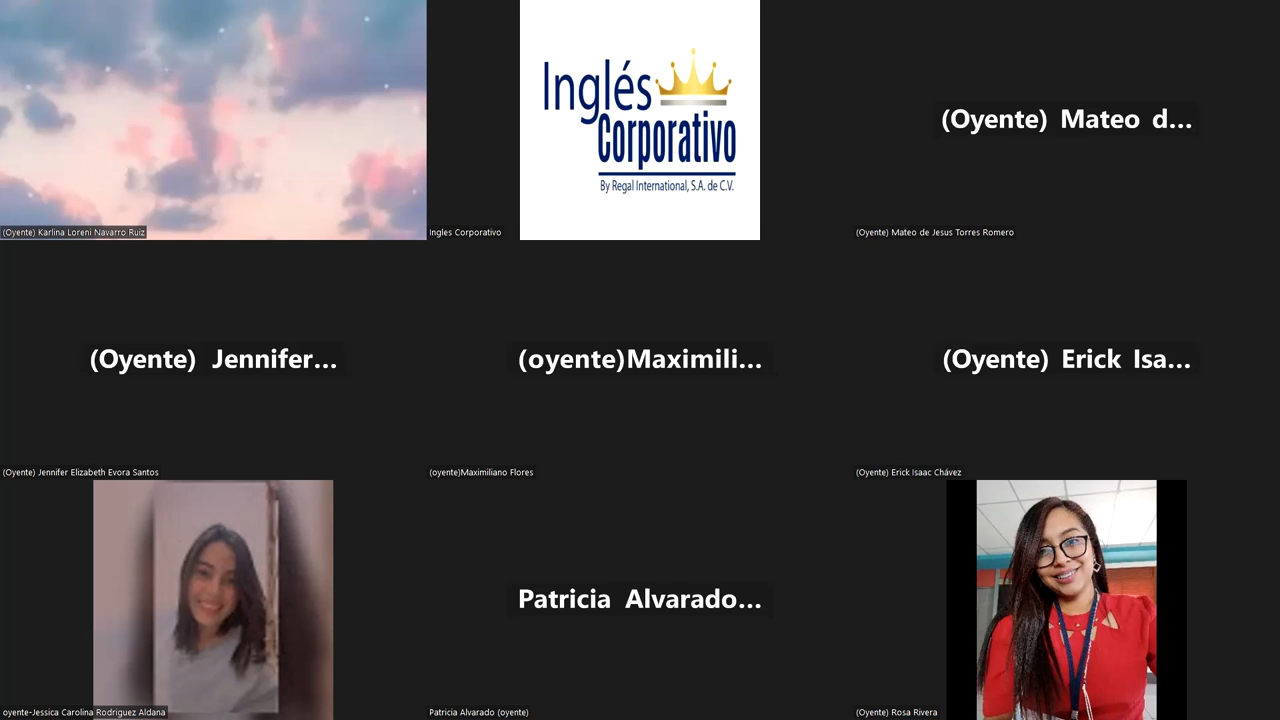 (Oyente) Karlina Loreni Navarro Ruiz
Inglés
Corporativo
By Regal International, S.A. de C.V.
Ingles Corporativo
(Oyente) Mateo d...
(Oyente) Mateo de Jesus Torres Romero
(Oyente) Jennifer...
(Oyente) Jennifer Elizabeth Evora Santos
(oyente)Maximili...
(oyente)Maximiliano Flores
(Oyente) Erick Isa...
(Oyente) Erick Isaac Chávez
oyente-Jessica Carolina Rodriguez Aldana
Patricia Alvarado...
Patricia Alvarado (oyente)
(Oyente) Rosa Rivera